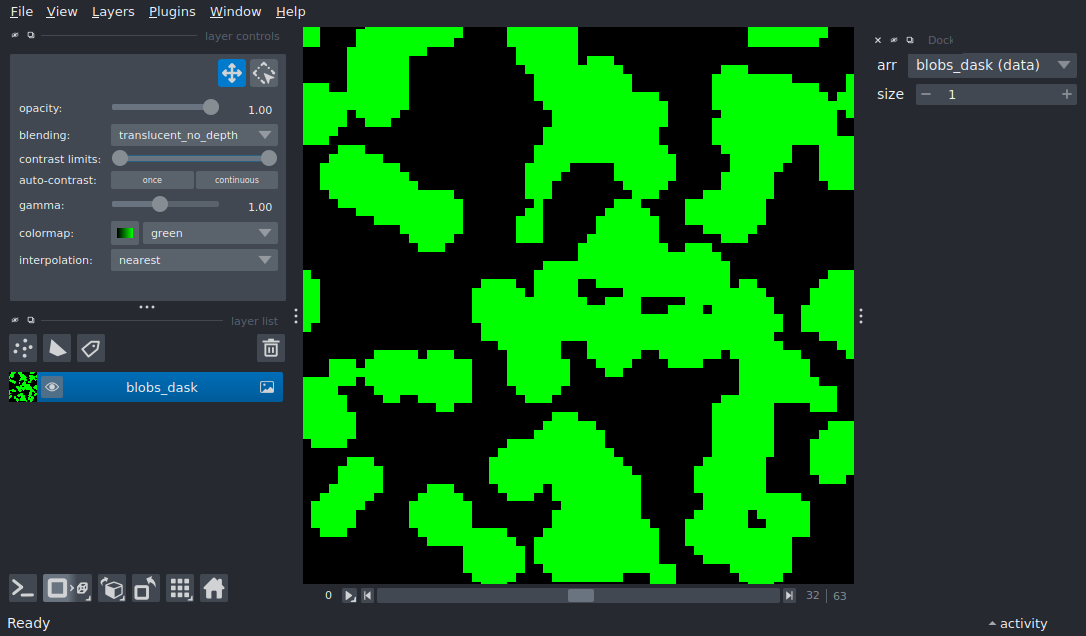 File View Layers Plugins Window Help
layer controls
Dock
opacity: 1.00
arr blobs_dask (data)
size 1
blending: translucent_no_depth
contrast limits:
auto-contrast: once continuous
gamma: 1.00
colormap: green
interpolation: nearest
layer list
blobs_dask
0 32 63
Ready
activity